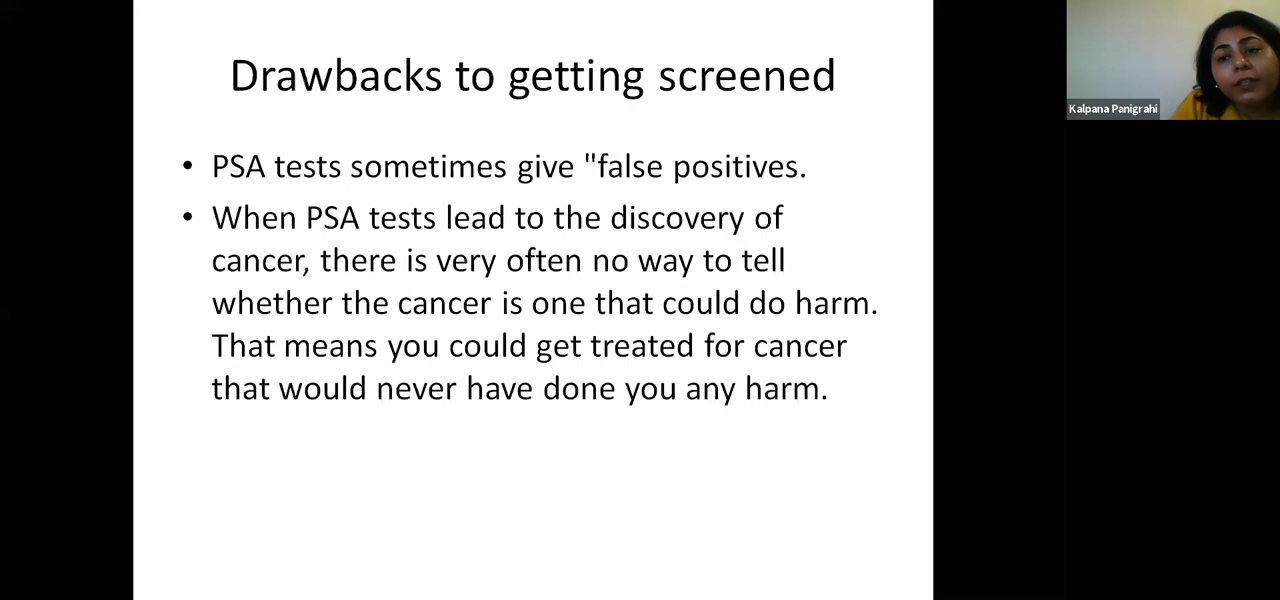 Drawbacks to getting screened
• PSA tests sometimes give "false positives.
• When PSA tests lead to the discovery of
cancer, there is very often no way to tell
whether the cancer is one that could do harm.
That means you could get treated for cancer
that would never have done you any harm.
Kalpana Panigrahi